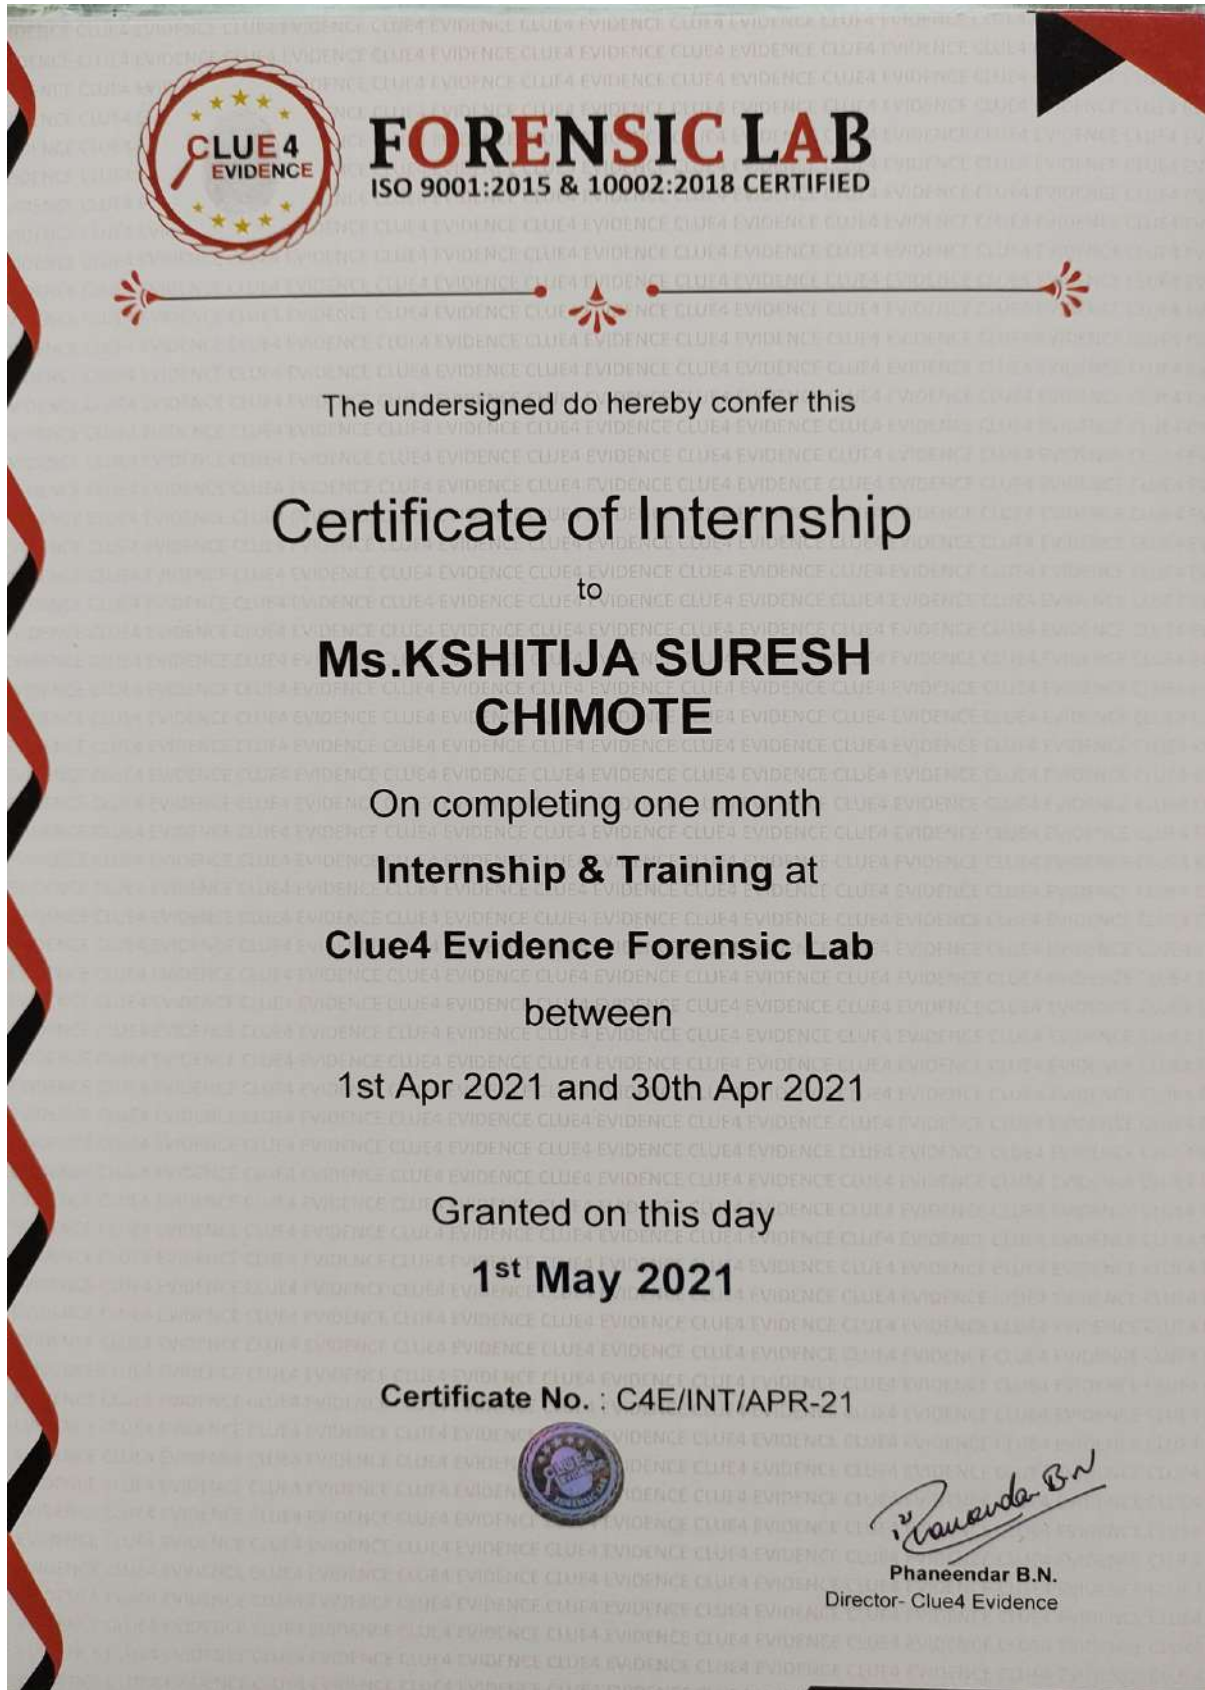 CLUE 4
EVIDENCE
FORENSIC LAB
ISO 9001:2015 & 10002:2018 CERTIFIED
The undersigned do hereby confer this
Certificate of Internship
to
Ms.KSHITIJA SURESH
CHIMOTE
On completing one month
Internship & Training at
Clue4 Evidence Forensic Lab
between
1st Apr 2021 and 30th Apr 2021
Granted on this day
1st May 2021
Certificate No. : C4E/INT/APR-21
Phaneendar B.N.
Director- Clue4 Evidence